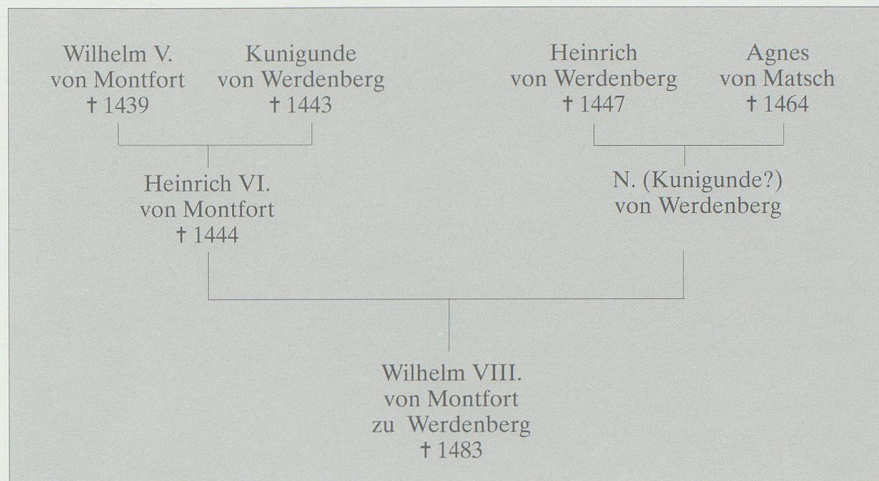 Wilhelm V.
von Montfort
† 1439
Kunigunde
von Werdenberg
† 1443
Heinrich
von Werdenberg
† 1447
Agnes
von Matsch
† 1464
Heinrich VI.
von Montfort
† 1444
N. (Kunigunde?)
von Werdenberg
Wilhelm VIII.
von Montfort
zu Werdenberg
† 1483